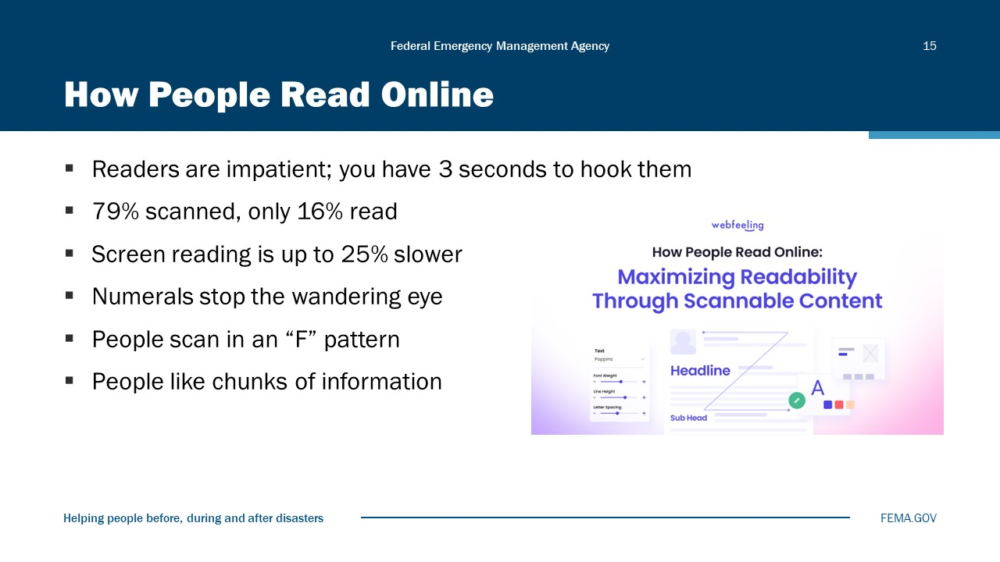 Federal Emergency Management Agency
15
How People Read Online
▪ Readers are impatient; you have 3 seconds to hook them
▪ 79% scanned, only 16% read
▪ Screen reading is up to 25% slower
▪ Numerals stop the wandering eye
▪ People scan in an “F” pattern
▪ People like chunks of information
webfeeling
How People Read Online:
Maximizing Readability
Through Scannable Content
Text
Poppins
Font Weight
- +
Line Height
- +
Letter Spacing
- +
Headline
Sub Head
A
Helping people before, during and after disasters
FEMA.GOV